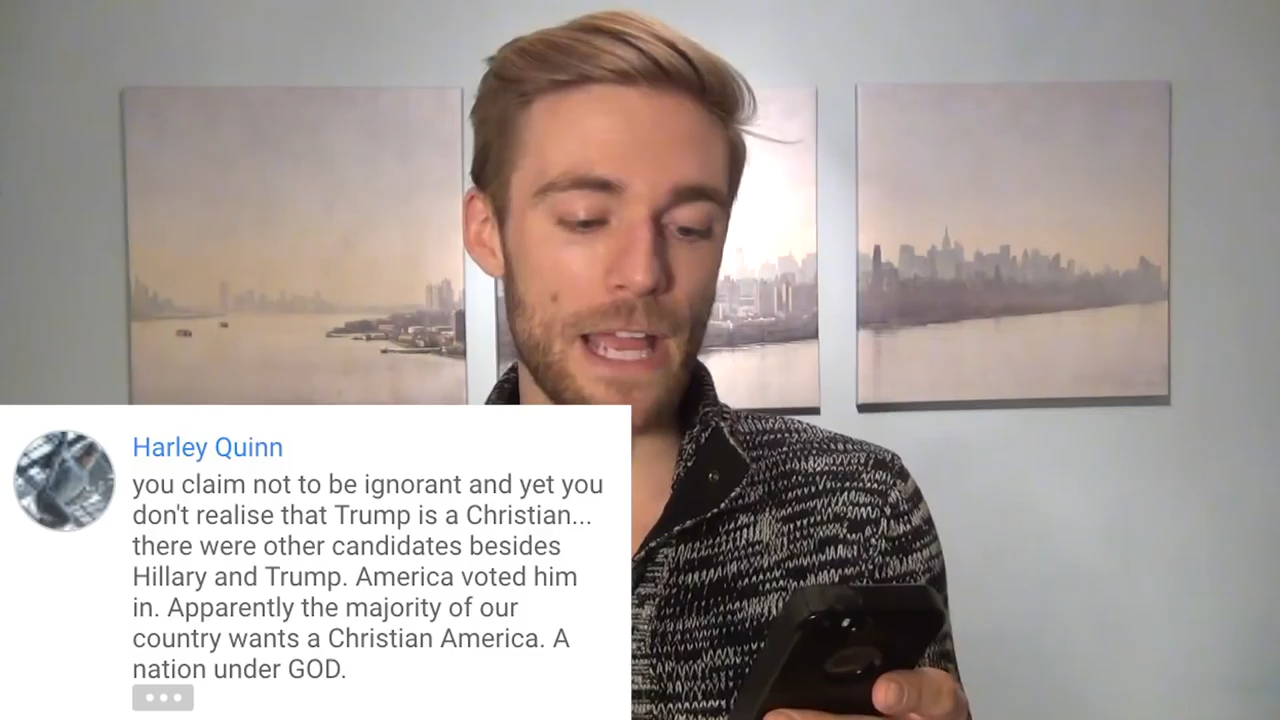 Harley Quinn
you claim not to be ignorant and yet you
don't realise that Trump is a Christian...
there were other candidates besides
Hillary and Trump. America voted him
in. Apparently the majority of our
country wants a Christian America. A
nation under GOD.